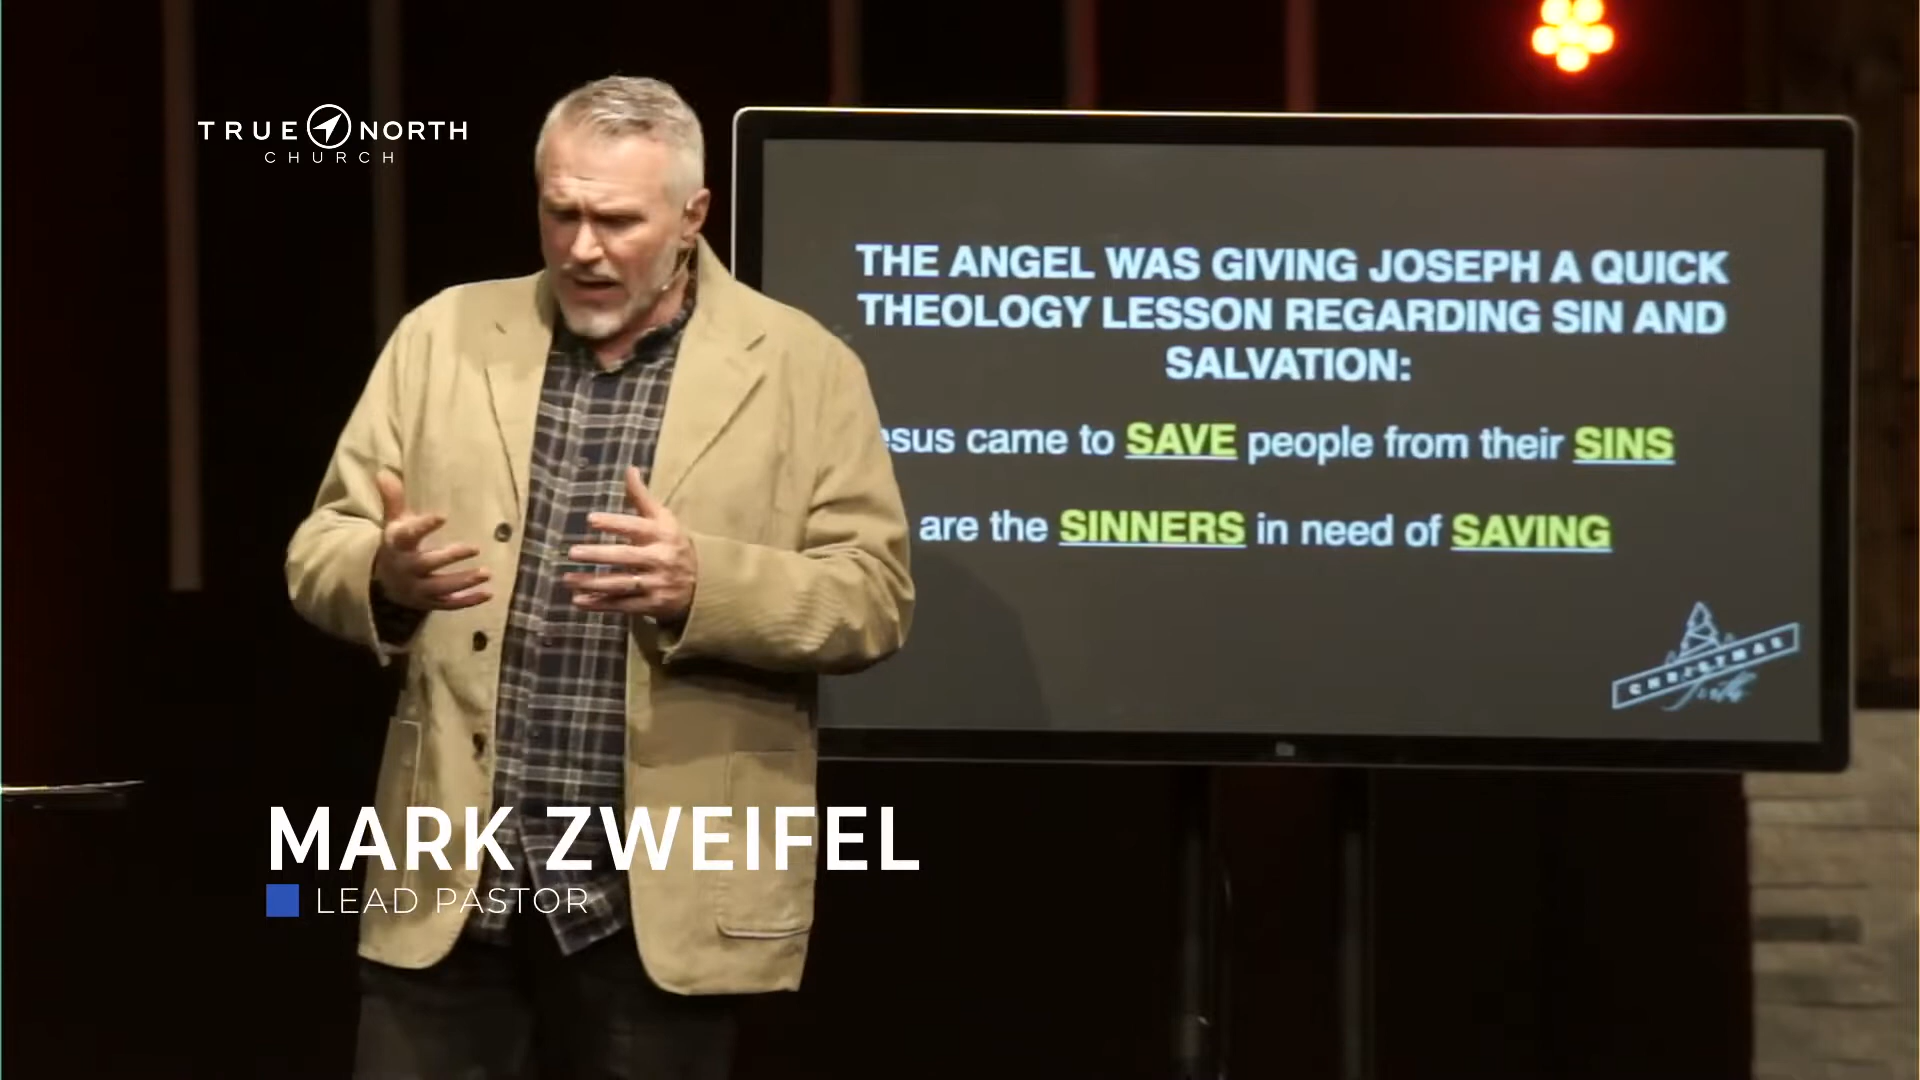 TRUE NORTH
CHURCH
THE ANGEL WAS GIVING JOSEPH A QUICK
THEOLOGY LESSON REGARDING SIN AND
SALVATION:
esus came to SAVE people from their SINS
are the SINNERS in need of SAVING
CHRISTMAS
MARK ZWEIFEL
LEAD PASTOR